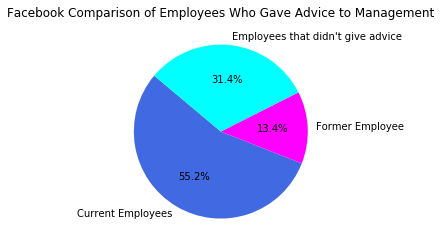 Facebook Comparison of Employees Who Gave Advice to Management
Employees that didn't give advice
31.4%
Former Employee
13.4%
55.2%
Current Employees